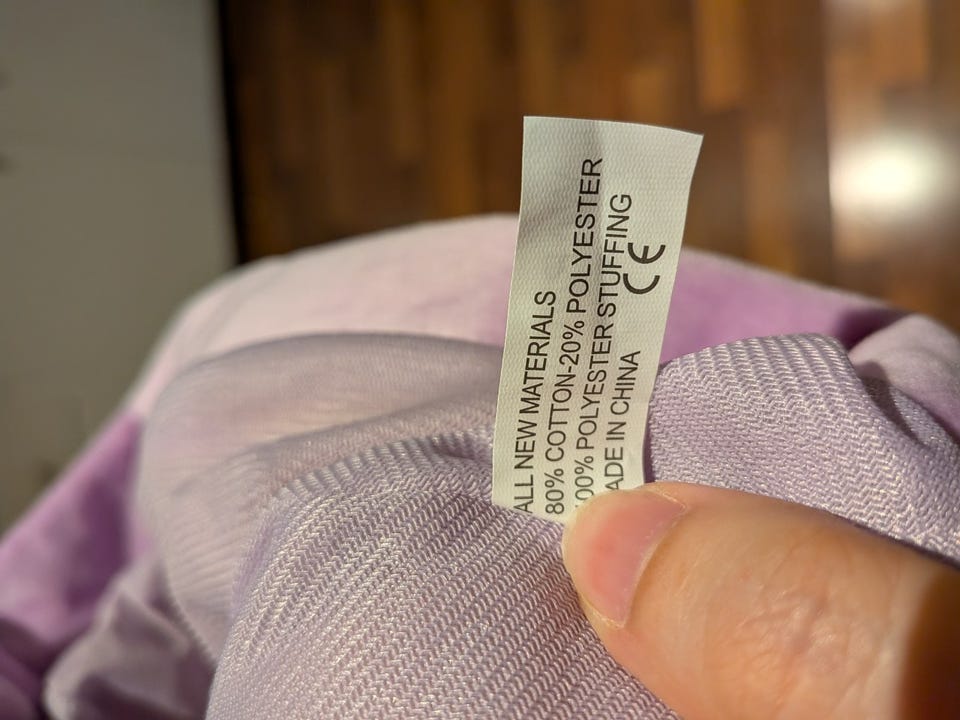 ALL NEW MATERIALS
80% COTTON-20% POLYESTER
00% POLYESTER STUFFING
ADE IN CHINA
CE